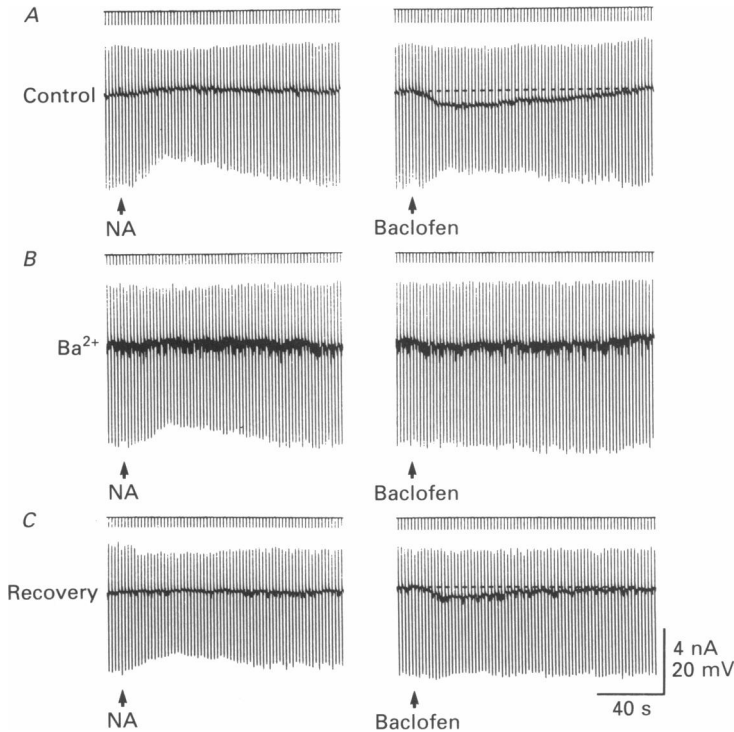 A
Control
NA
Baclofen
B
Ba²⁺
NA
Baclofen
C
Recovery
NA
Baclofen
4 nA
20 mV
40 s